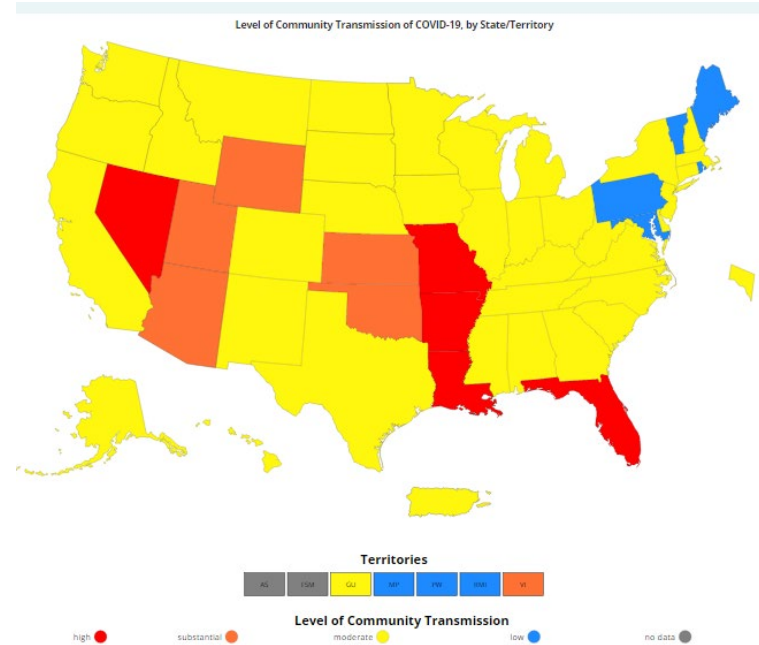 Level of Community Transmission of COVID-19, by State/Territory
Territories
AS FSM GU MP PW RMI VI
Level of Community Transmission
high substantial moderate low no data